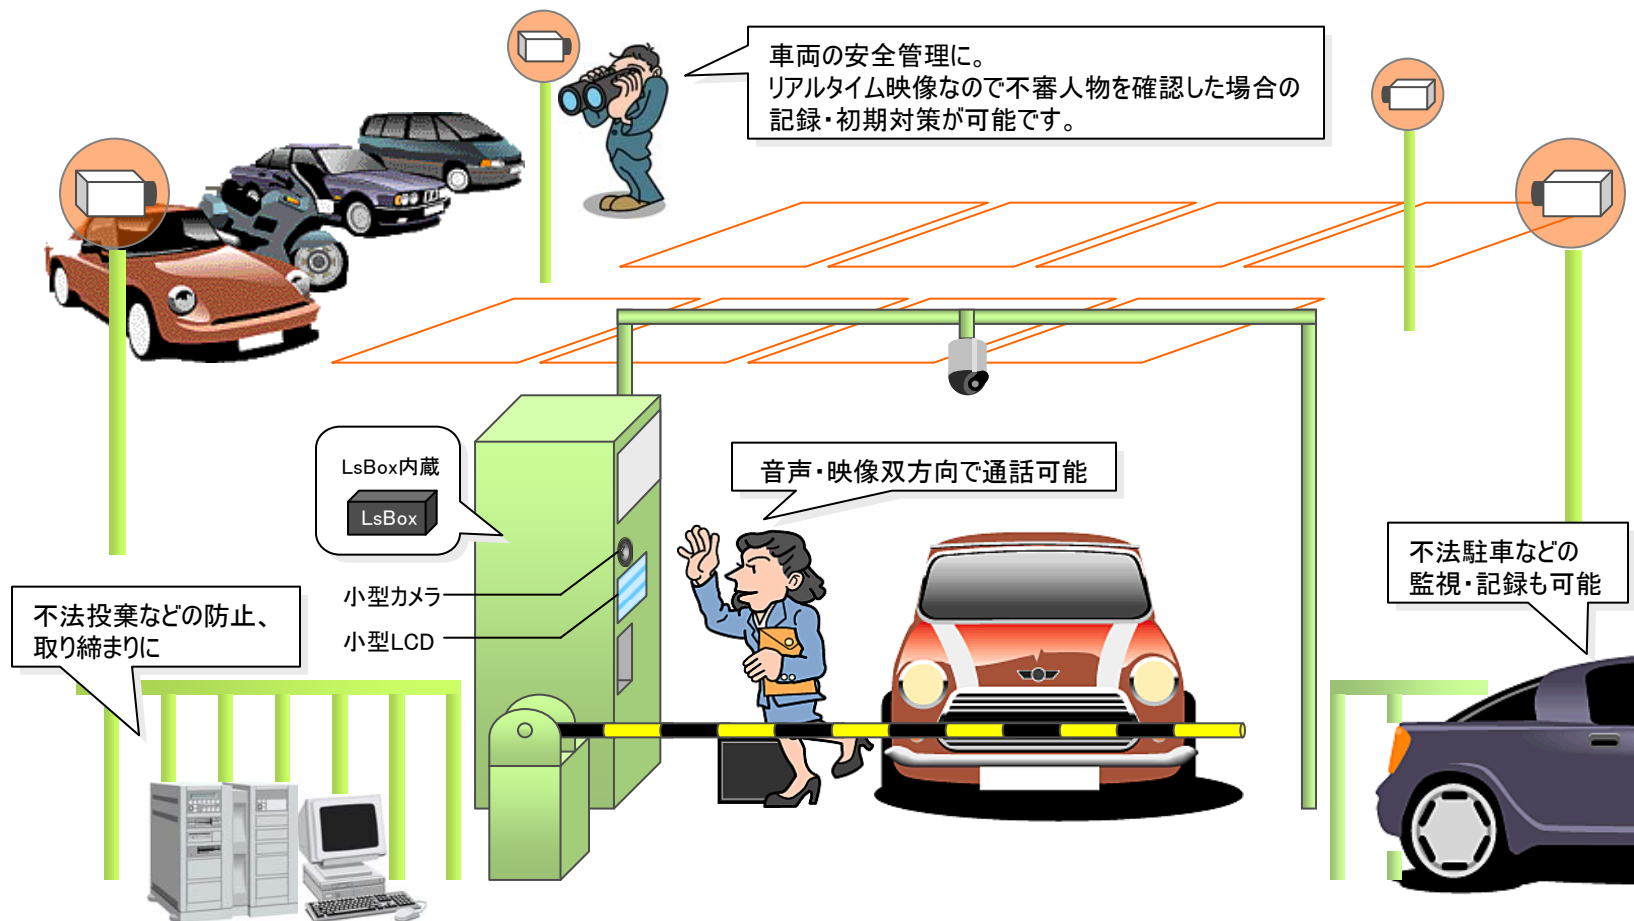 車両の安全管理に。
リアルタイム映像なので不審人物を確認した場合の
記録・初期対策が可能です。
LsBox内蔵
LsBox
音声・映像双方向で通話可能
不法駐車などの
監視・記録も可能
小型カメラ
小型LCD
不法投棄などの防止、
取り締まりに